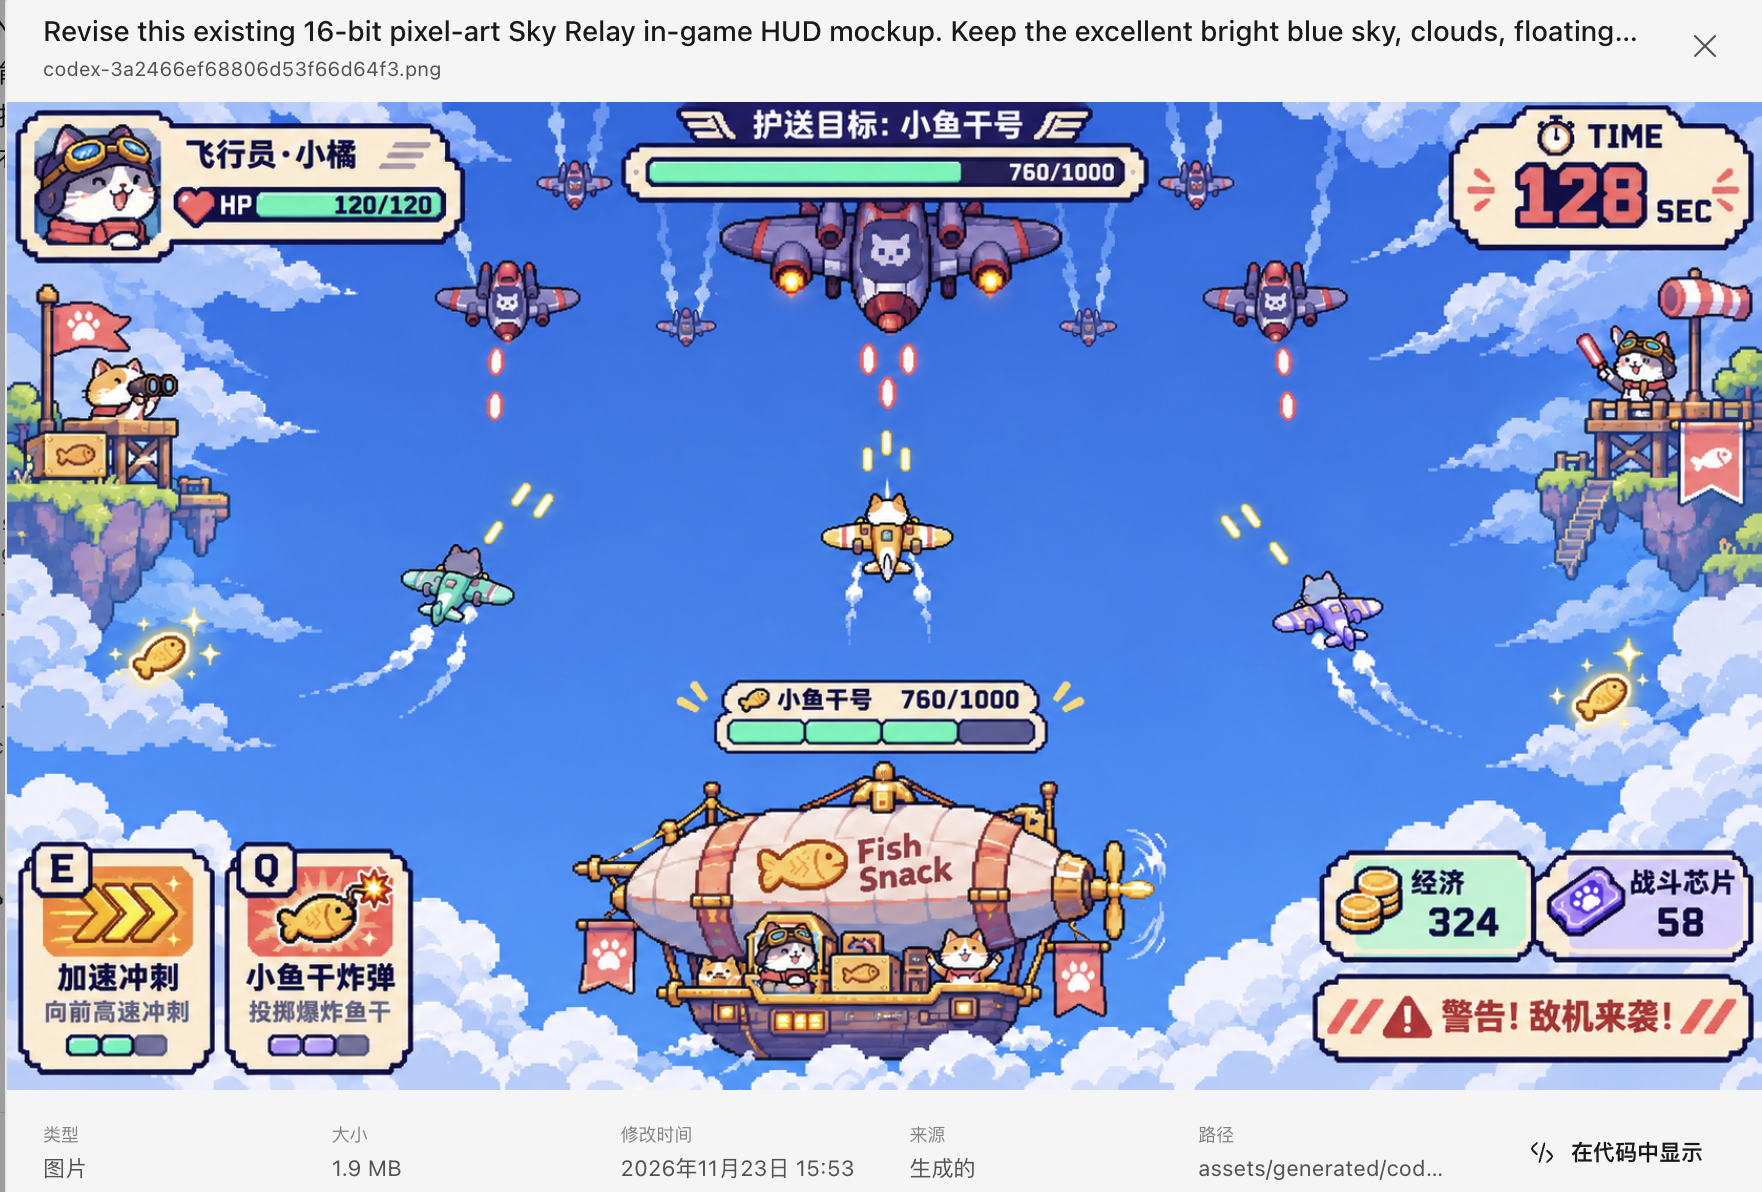 Revise this existing 16-bit pixel-art Sky Relay in-game HUD mockup. Keep the excellent bright blue sky, clouds, floating...
codex-3a2466ef68806d53f66d64f3.png
飞行员·小橘
HP 120/120
护送目标: 小鱼干号
760/1000
TIME
128 SEC
小鱼干号 760/1000
Fish
Snack
E
加速冲刺
向前高速冲刺
Q
小鱼干炸弹
投掷爆炸鱼干
经济
324
战斗芯片
58
警告! 敌机来袭!
类型
图片
大小
1.9 MB
修改时间
2026年11月23日 15:53
来源
生成的
路径
assets/generated/cod...
</> 在代码中显示